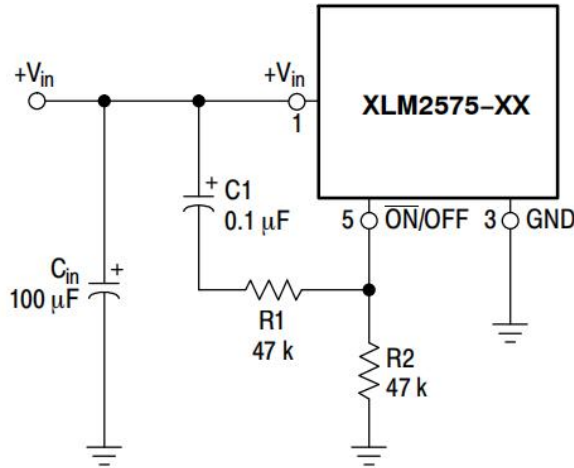 +Vin
+Vin
1
XLM2575–XX
+
C1
0.1 µF
5
ON/OFF
3
GND
+
Cin
100 µF
R1
47 k
R2
47 k